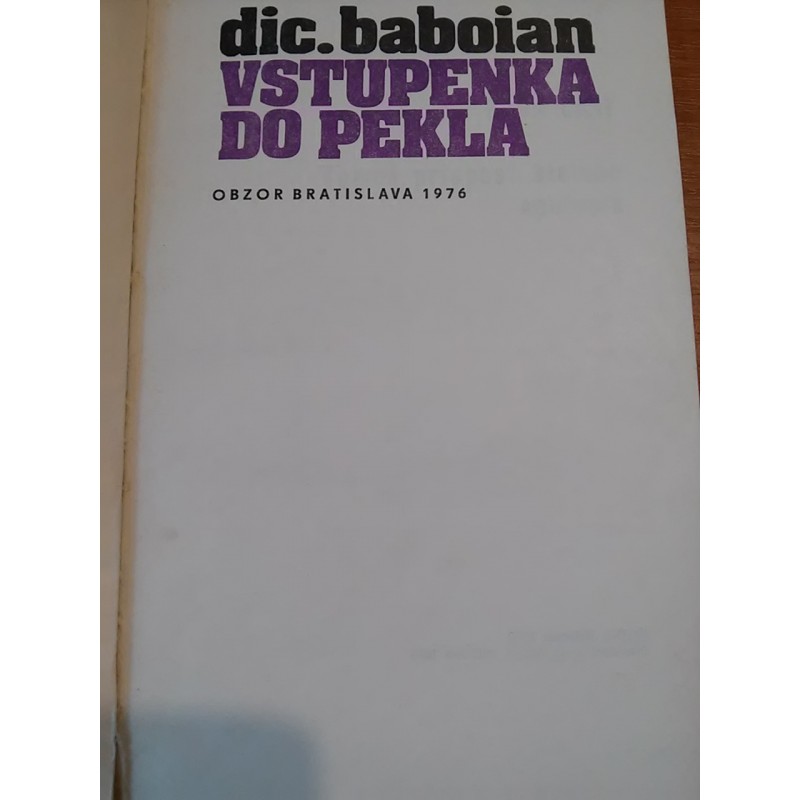 dic.baboian
VSTUPENKA
DO PEKLA
OBZOR BRATISLAVA 1976